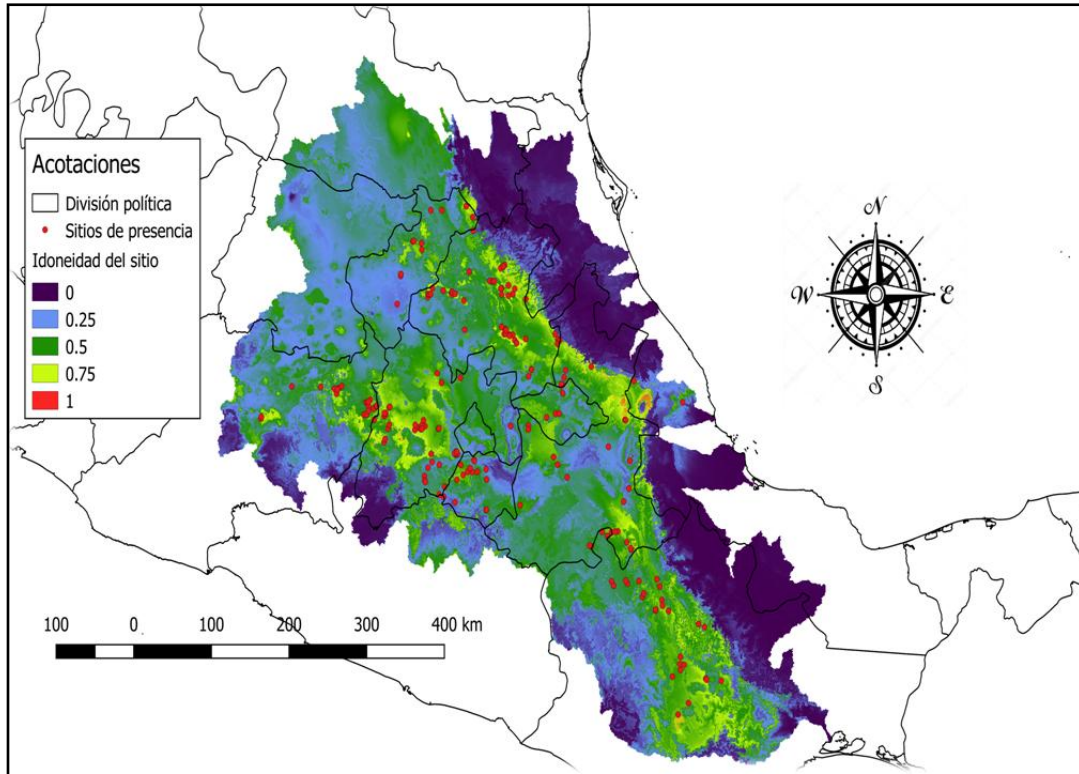 Acotaciones
División política
Sitios de presencia
Idoneidad del sitio
0
0.25
0.5
0.75
1
N
W E
S
100 0 100 200 300 400 km